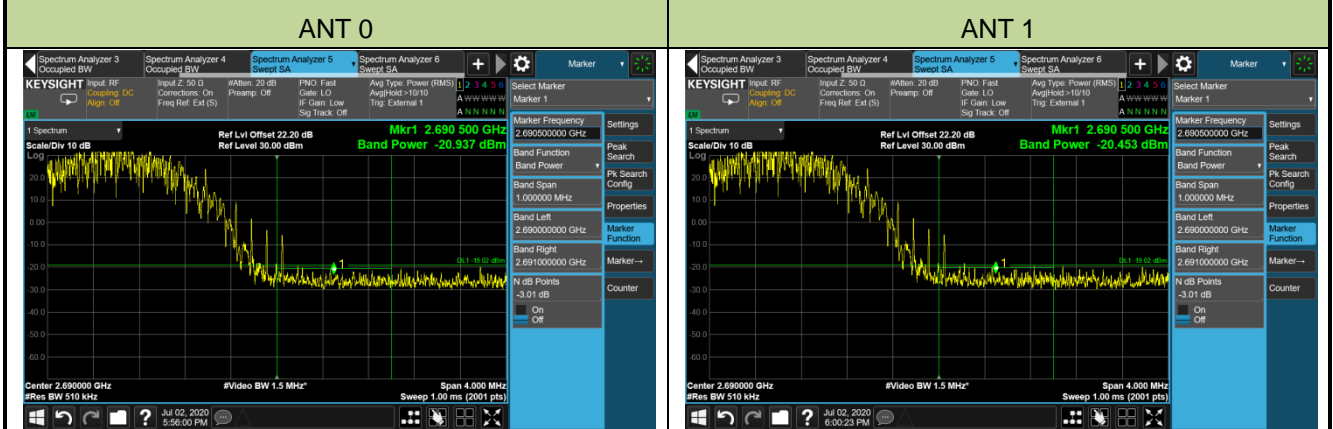 ANT 0
ANT 1
Spectrum Analyzer 3
Occupied BW
Spectrum Analyzer 4
Occupied BW
Spectrum Analyzer 5
Swept SA
Spectrum Analyzer 6
Swept SA
Marker
KEYSIGHT
Input: RF
Coupling: DC
Align: Off
Input Z: 50 Ω
Corrections: On
Freq Ref: Ext (S)
#Atten: 20 dB
Preamp: Off
PNO: Fast
Gate: LO
IF Gain: Low
Sig Track: Off
Avg Type: Power (RMS)
Avg|Hold:>10/10
Trig: External 1
1 2 3 4 5 6
A W W W W W
A N N N N N
LXI
Select Marker
Marker 1
1 Spectrum
Scale/Div 10 dB
Ref Lvl Offset 22.20 dB
Ref Level 30.00 dBm
Mkr1 2.690 500 GHz
Band Power -20.937 dBm
Log
20.0
10.0
0.00
-10.0
-20.0
-30.0
-40.0
-50.0
-60.0
1
DL1 -19.02 dBm
Center 2.690000 GHz
#Res BW 510 kHz
#Video BW 1.5 MHz*
Span 4.000 MHz
Sweep 1.00 ms (2001 pts)
Marker Frequency
2.690500000 GHz
Band Function
Band Power
Band Span
1.000000 MHz
Band Left
2.690000000 GHz
Band Right
2.691000000 GHz
N dB Points
-3.01 dB
On
Off
Settings
Peak
Search
Pk Search
Config
Properties
Marker
Function
Marker→
Counter
?
Jul 02, 2020
5:56:00 PM
Spectrum Analyzer 3
Occupied BW
Spectrum Analyzer 4
Occupied BW
Spectrum Analyzer 5
Swept SA
Spectrum Analyzer 6
Swept SA
Marker
KEYSIGHT
Input: RF
Coupling: DC
Align: Off
Input Z: 50 Ω
Corrections: On
Freq Ref: Ext (S)
#Atten: 20 dB
Preamp: Off
PNO: Fast
Gate: LO
IF Gain: Low
Sig Track: Off
Avg Type: Power (RMS)
Avg|Hold:>10/10
Trig: External 1
1 2 3 4 5 6
A W W W W W
A N N N N N
LXI
Select Marker
Marker 1
1 Spectrum
Scale/Div 10 dB
Ref Lvl Offset 22.20 dB
Ref Level 30.00 dBm
Mkr1 2.690 500 GHz
Band Power -20.453 dBm
Log
20.0
10.0
0.00
-10.0
-20.0
-30.0
-40.0
-50.0
-60.0
1
DL1 -19.02 dBm
Center 2.690000 GHz
#Res BW 510 kHz
#Video BW 1.5 MHz*
Span 4.000 MHz
Sweep 1.00 ms (2001 pts)
Marker Frequency
2.690500000 GHz
Band Function
Band Power
Band Span
1.000000 MHz
Band Left
2.690000000 GHz
Band Right
2.691000000 GHz
N dB Points
-3.01 dB
On
Off
Settings
Peak
Search
Pk Search
Config
Properties
Marker
Function
Marker→
Counter
?
Jul 02, 2020
6:00:23 PM